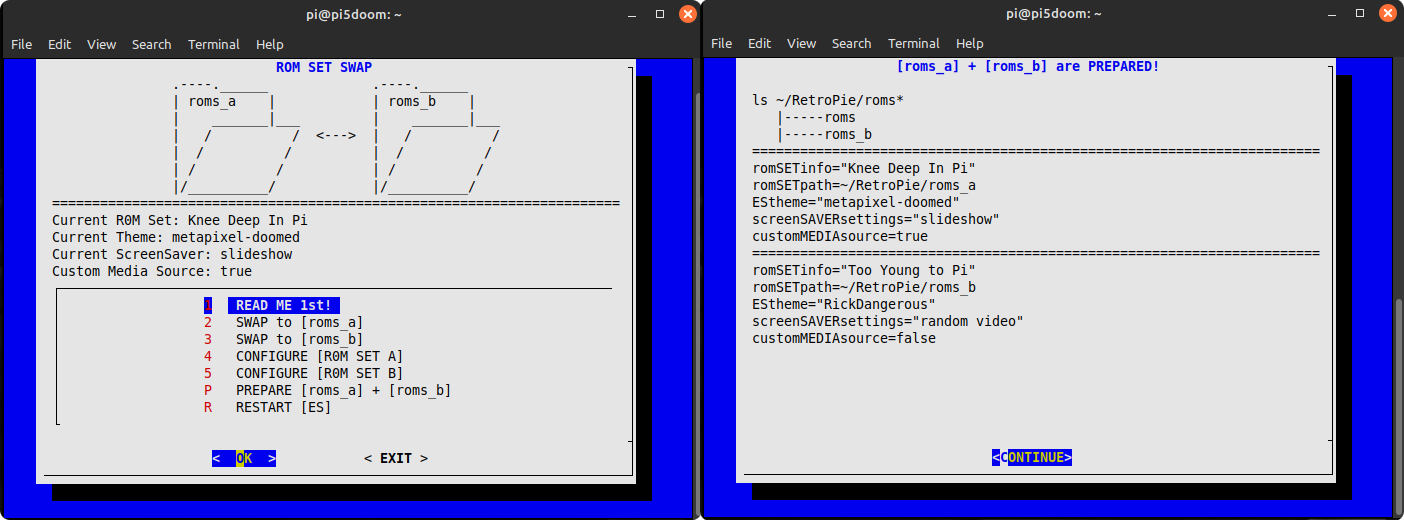 pi@pi5doom: ~
File Edit View Search Terminal Help
ROM SET SWAP
roms_a roms_b
<--->
Current R0M Set: Knee Deep In Pi
Current Theme: metapixel-doomed
Current ScreenSaver: slideshow
Custom Media Source: true
1 READ ME 1st!
2 SWAP to [roms_a]
3 SWAP to [roms_b]
4 CONFIGURE [R0M SET A]
5 CONFIGURE [R0M SET B]
P PREPARE [roms_a] + [roms_b]
R RESTART [ES]
< OK > < EXIT >
pi@pi5doom: ~
File Edit View Search Terminal Help
[roms_a] + [roms_b] are PREPARED!
ls ~/RetroPie/roms*
|-----roms
|-----roms_b
=======================================================================
romSETinfo="Knee Deep In Pi"
romSETpath=~/RetroPie/roms_a
EStheme="metapixel-doomed"
screenSAVERsettings="slideshow"
customMEDIAsource=true
=======================================================================
romSETinfo="Too Young to Pi"
romSETpath=~/RetroPie/roms_b
EStheme="RickDangerous"
screenSAVERsettings="random video"
customMEDIAsource=false
<CONTINUE>